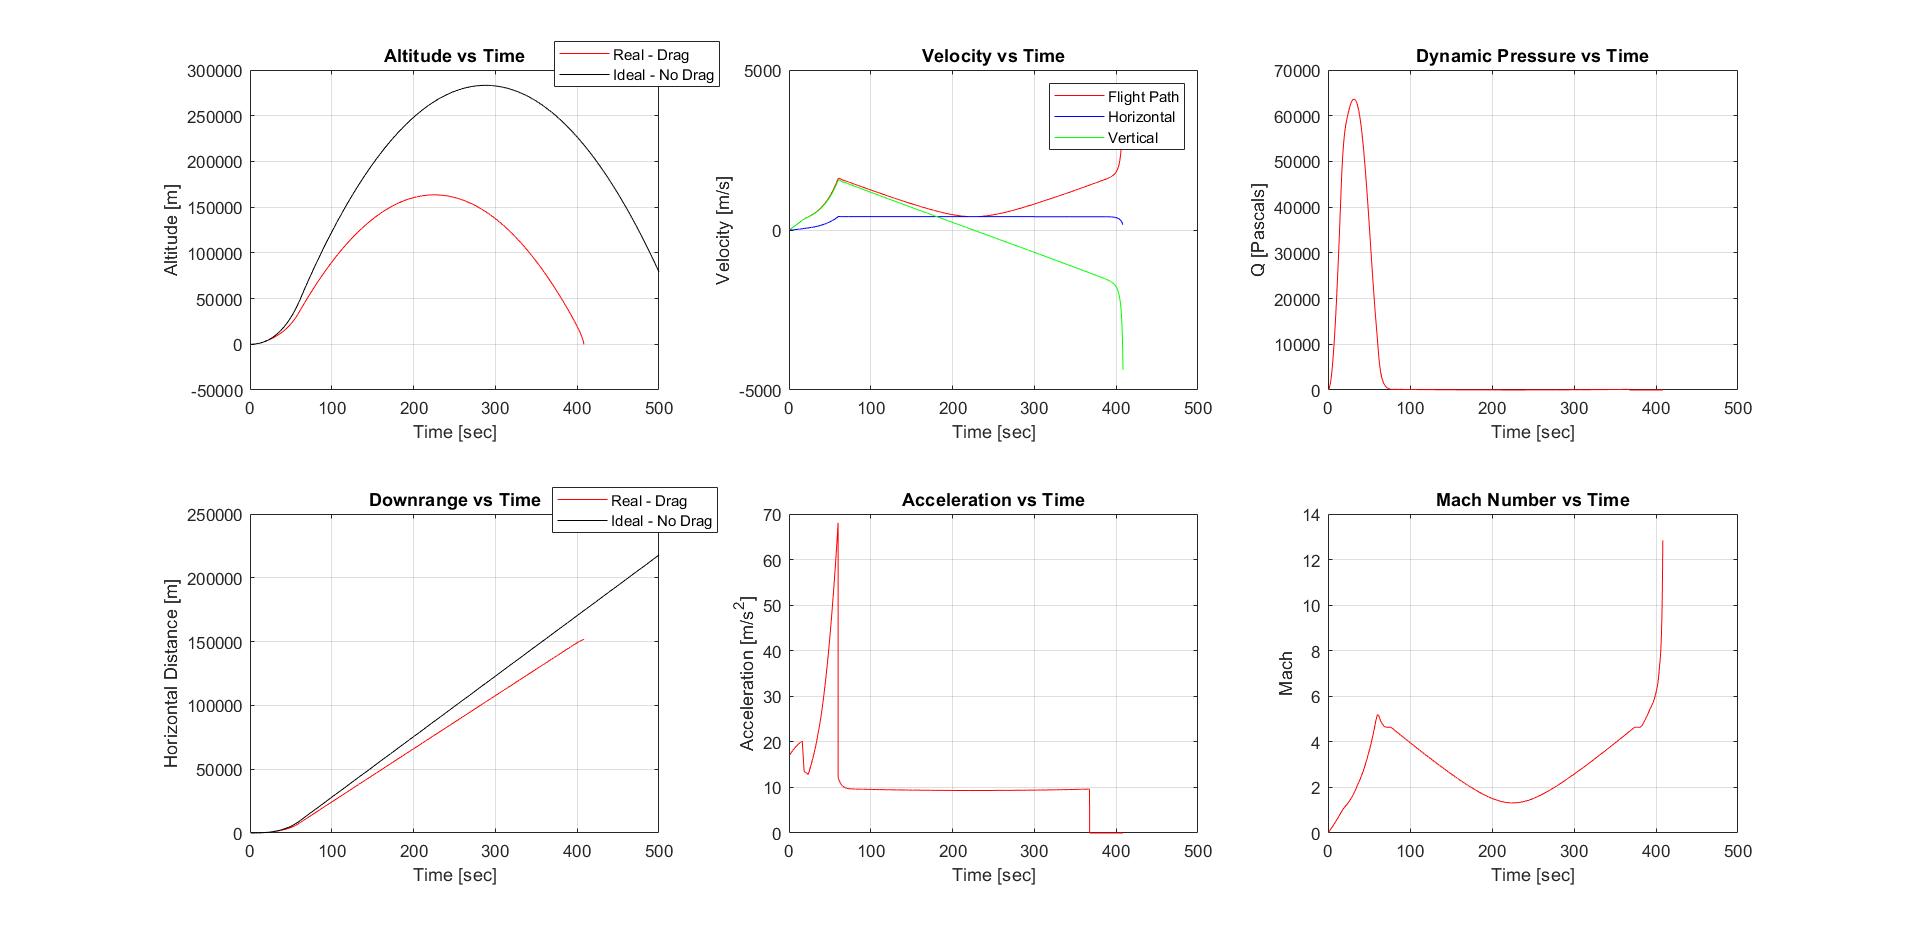 Altitude vs Time
Real - Drag
Ideal - No Drag
300000
250000
200000
150000
100000
50000
0
-50000
Altitude [m]
0 100 200 300 400 500
Time [sec]
Velocity vs Time
Flight Path
Horizontal
Vertical
5000
0
-5000
Velocity [m/s]
0 100 200 300 400 500
Time [sec]
Dynamic Pressure vs Time
70000
60000
50000
40000
30000
20000
10000
0
Q [Pascals]
0 100 200 300 400 500
Time [sec]
Downrange vs Time
Real - Drag
Ideal - No Drag
250000
200000
150000
100000
50000
0
Horizontal Distance [m]
0 100 200 300 400 500
Time [sec]
Acceleration vs Time
70
60
50
40
30
20
10
0
Acceleration [m/s²]
0 100 200 300 400 500
Time [sec]
Mach Number vs Time
14
12
10
8
6
4
2
0
Mach
0 100 200 300 400 500
Time [sec]